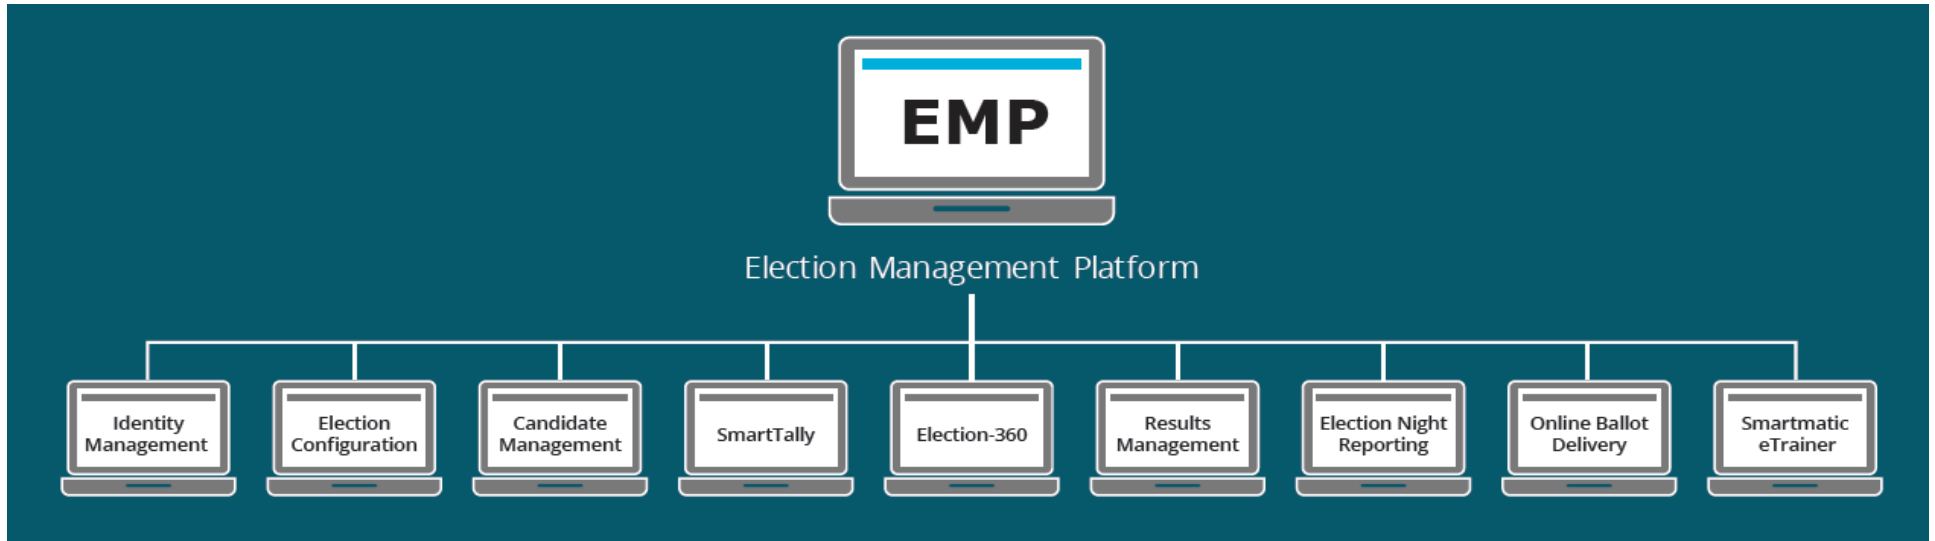 EMP
Election Management Platform
Identity
Management
Election
Configuration
Candidate
Management
SmartTally
Election-360
Results
Management
Election Night
Reporting
Online Ballot
Delivery
Smartmatic
eTrainer